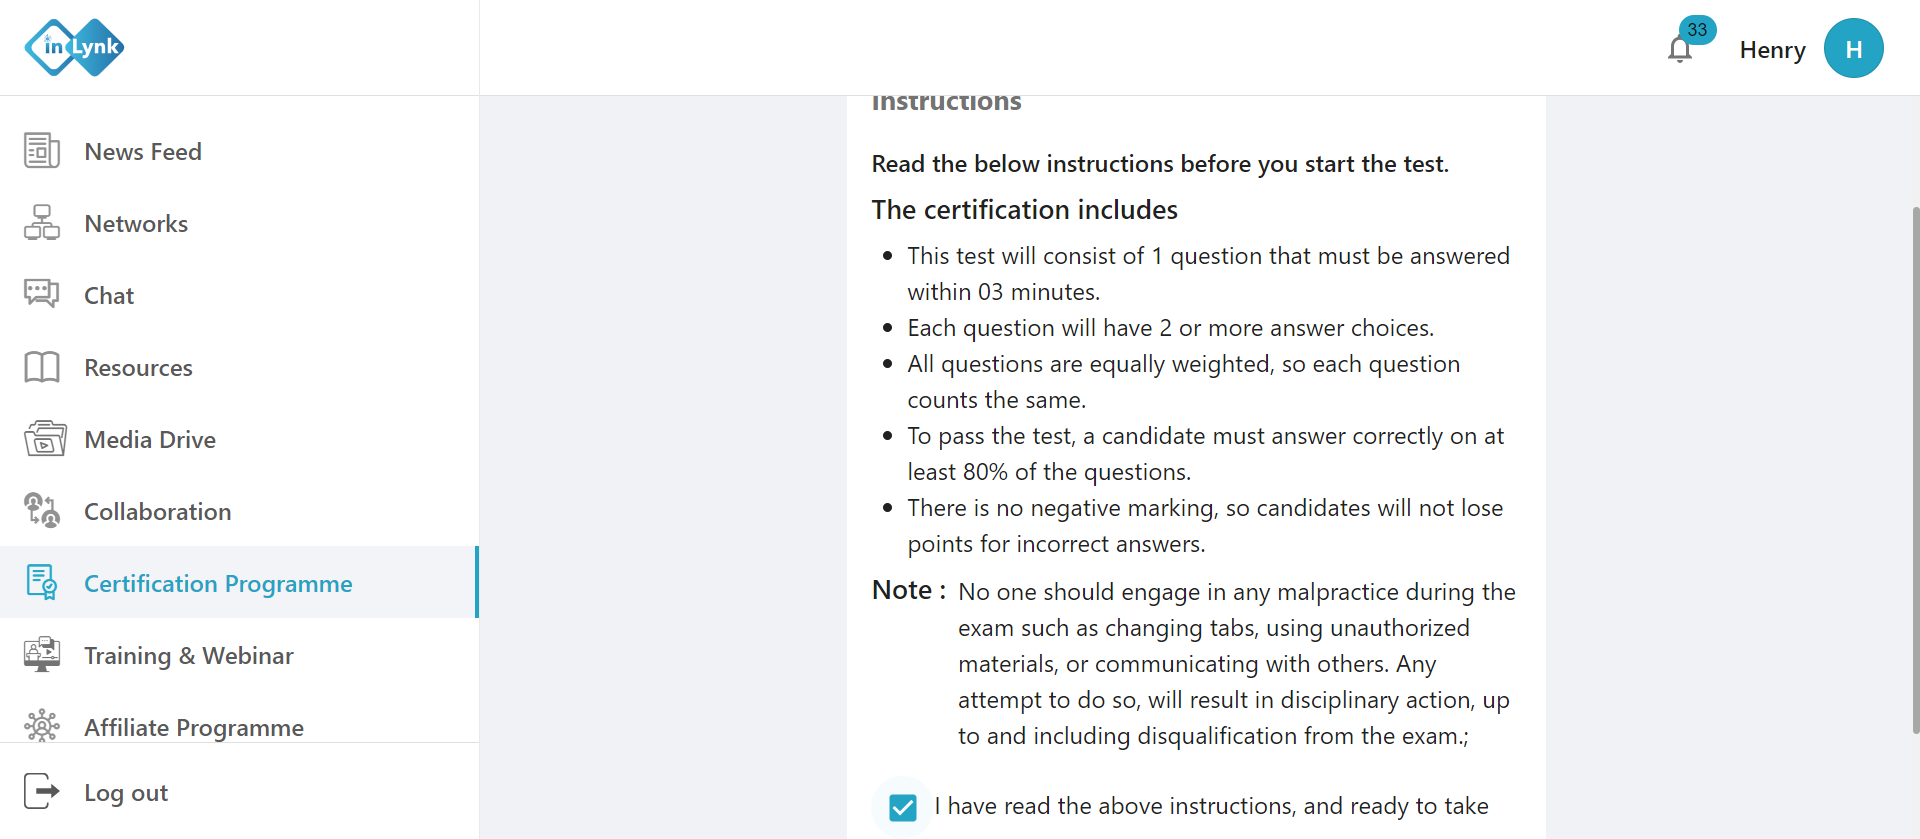 in Lynk
33
Henry
H
News Feed
Networks
Chat
Resources
Media Drive
Collaboration
Certification Programme
Training & Webinar
Affiliate Programme
Log out
Instructions
Read the below instructions before you start the test.
The certification includes
This test will consist of 1 question that must be answered
within 03 minutes.
Each question will have 2 or more answer choices.
All questions are equally weighted, so each question
counts the same.
To pass the test, a candidate must answer correctly on at
least 80% of the questions.
There is no negative marking, so candidates will not lose
points for incorrect answers.
Note : No one should engage in any malpractice during the
exam such as changing tabs, using unauthorized
materials, or communicating with others. Any
attempt to do so, will result in disciplinary action, up
to and including disqualification from the exam.;
I have read the above instructions, and ready to take